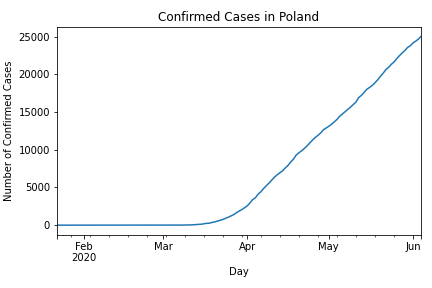 Confirmed Cases in Poland
Number of Confirmed Cases
25000
20000
15000
10000
5000
0
Feb
2020
Mar
Apr
May
Jun
Day